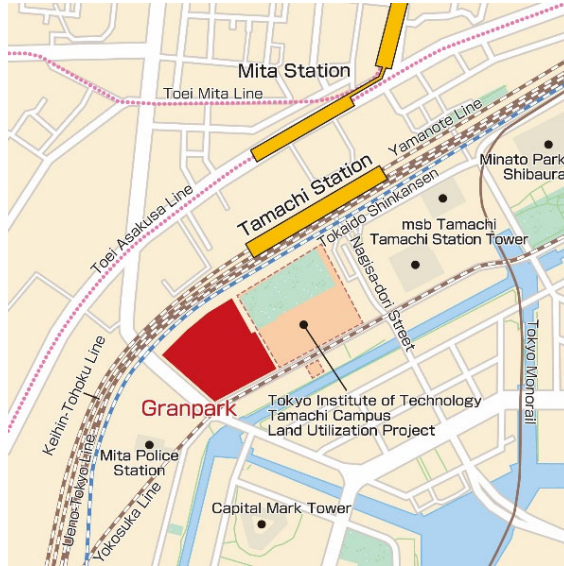 Mita Station
Toei Mita Line
Yamanote Line
Minato Park
Shibaura
Tamachi Station
Tokaido Shinkansen
msb Tamachi
Tamachi Station Tower
Toei Asakusa Line
Nagisa-dori Street
Tokyo Monorail
Keihin-Tohoku Line
Granpark
Tokyo Institute of Technology
Tamachi Campus
Land Utilization Project
Mita Police
Station
Ueno-Tokyo Line
Yokosuka Line
Capital Mark Tower